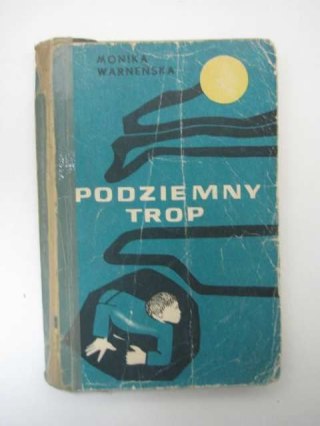 MONIKA
WARNEŃSKA
PODZIEMNY
TROP